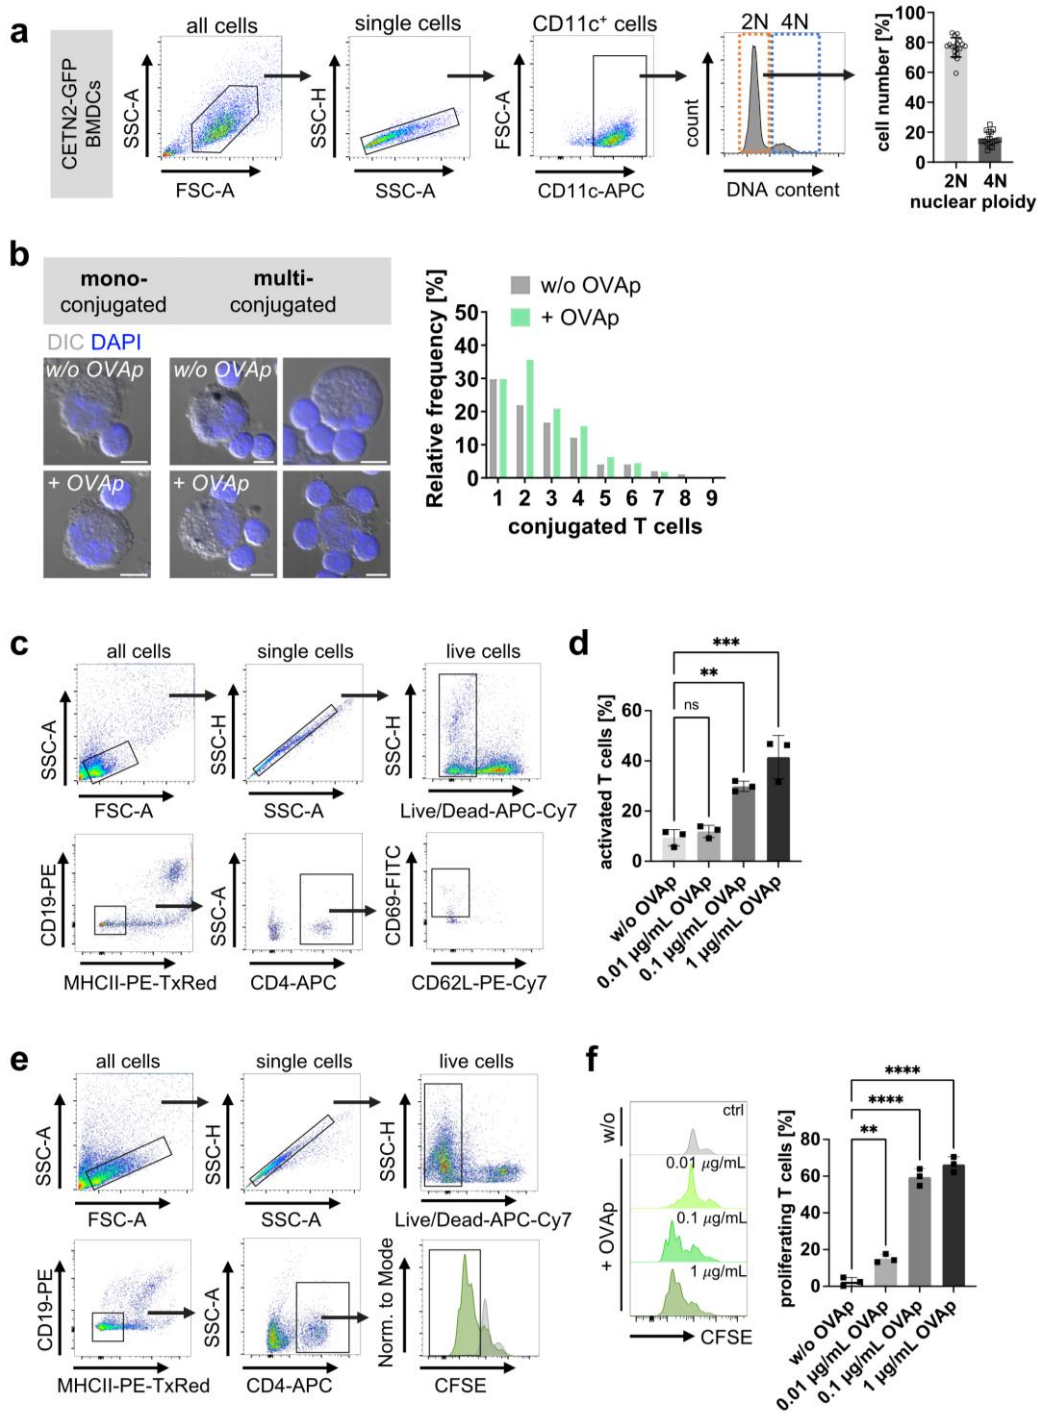 a
CETN2-GFP
BMDCs
all cells
SSC-A
FSC-A
single cells
SSC-H
SSC-A
CD11c+ cells
FSC-A
CD11c-APC
2N 4N
count
DNA content
cell number [%]
100
80
60
40
20
0
2N 4N
nuclear ploidy
b
mono-
conjugated
multi-
conjugated
DIC DAPI
w/o OVAp
w/o OVAp
+ OVAp
+ OVAp
w/o OVAp
+ OVAp
Relative frequency [%]
50
40
30
20
10
0
1 2 3 4 5 6 7 8 9
conjugated T cells
c
all cells
SSC-A
FSC-A
single cells
SSC-H
SSC-A
live cells
SSC-H
Live/Dead-APC-Cy7
CD19-PE
MHCII-PE-TxRed
SSC-A
CD4-APC
CD69-FITC
CD62L-PE-Cy7
d
***
**
ns
activated T cells [%]
60
40
20
0
w/o OVAp
0.01 µg/mL OVAp
0.1 µg/mL OVAp
1 µg/mL OVAp
e
all cells
SSC-A
FSC-A
single cells
SSC-H
SSC-A
live cells
SSC-H
Live/Dead-APC-Cy7
CD19-PE
MHCII-PE-TxRed
SSC-A
CD4-APC
Norm. to Mode
CFSE
f
w/o
+ OVAp
ctrl
0.01 µg/mL
0.1 µg/mL
1 µg/mL
CFSE
****
****
**
proliferating T cells [%]
80
60
40
20
0
w/o OVAp
0.01 µg/mL OVAp
0.1 µg/mL OVAp
1 µg/mL OVAp